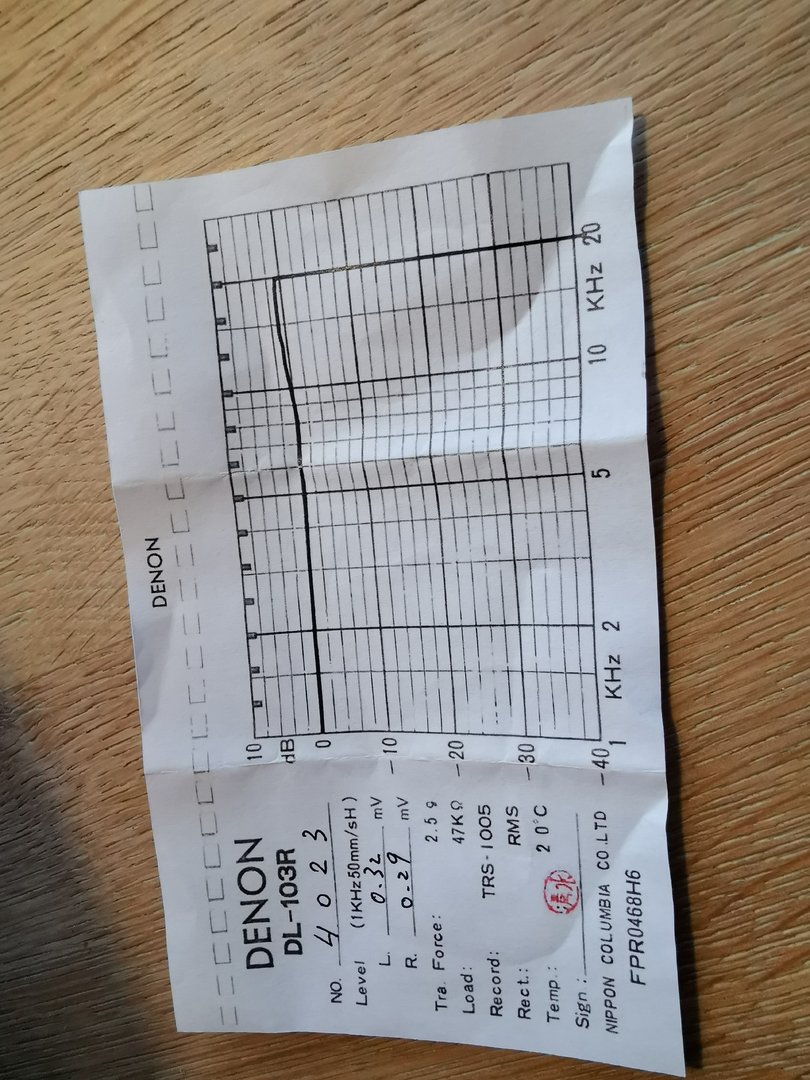 DENON
DENON
DL-103R
NO. 4023
Level (1KHz50mm/sH)
L. 0.32 mV
R. 0.29 mV
Tra. Force: 2.5 g
Load: 47KΩ
Record: TRS-1005
Rect.: RMS
Temp.: 20°C
Sign:
NIPPON COLUMBIA CO.LTD
FPR0468H6
10
dB
0
-10
-20
-30
-40
1
KHz
2
5
10
KHz
20